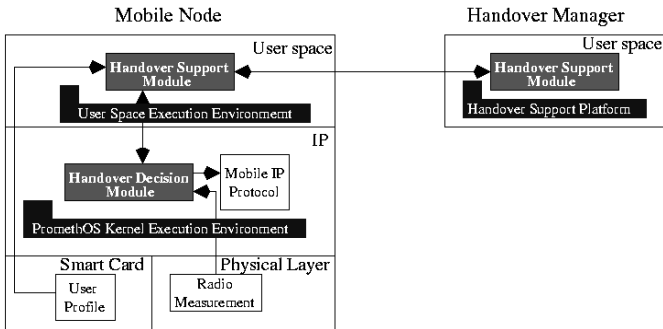 Mobile Node
Handover Manager
User space
User space
Handover Support
Module
Handover Support
Module
User Space Execution Environemnt
Handover Support Platform
IP
Handover Decision
Module
Mobile IP
Protocol
PromethOS Kernel Execution Environment
Smart Card
Physical Layer
User
Profile
Radio
Measurement